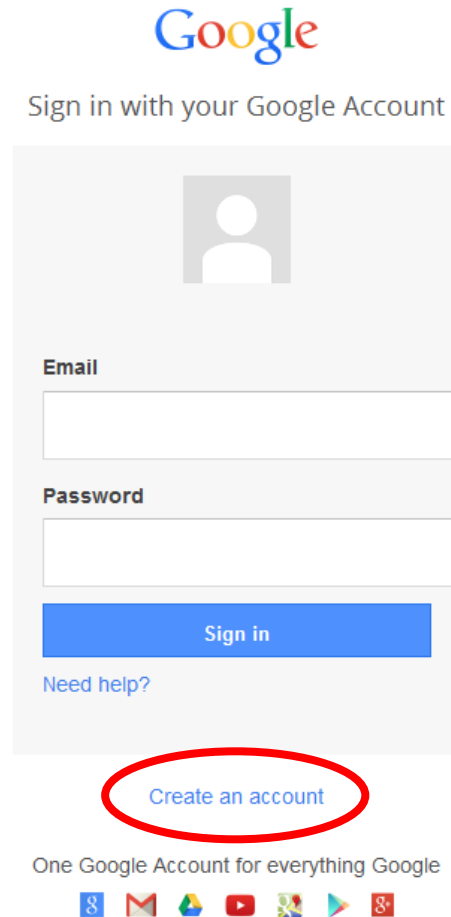 Google
Sign in with your Google Account
Email
Password
Sign in
Need help?
Create an account
One Google Account for everything Google